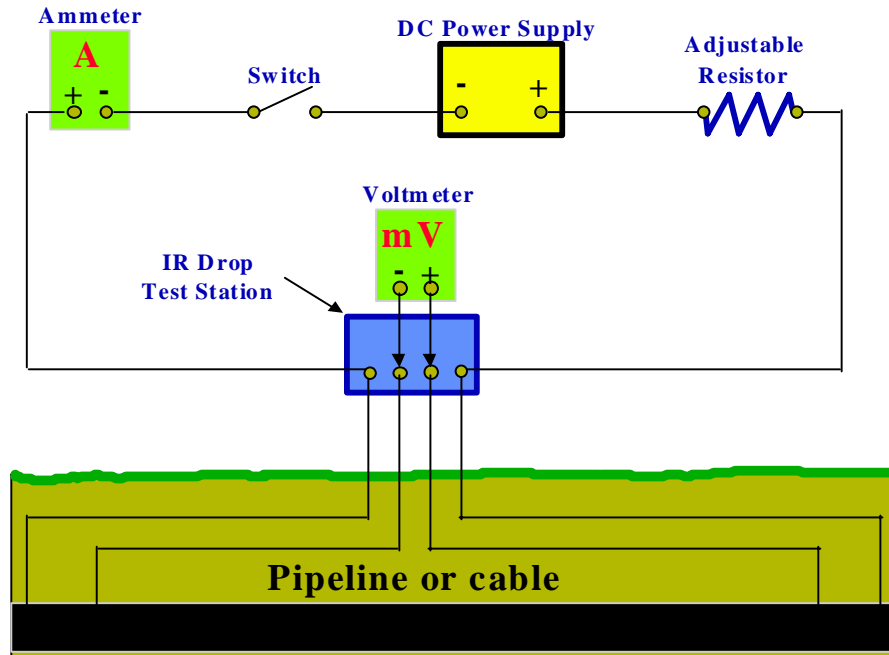 Ammeter
A
+ -
Switch
DC Power Supply
- +
Adjustable
Resistor
Voltmeter
mV
- +
IR Drop
Test Station
Pipeline or cable